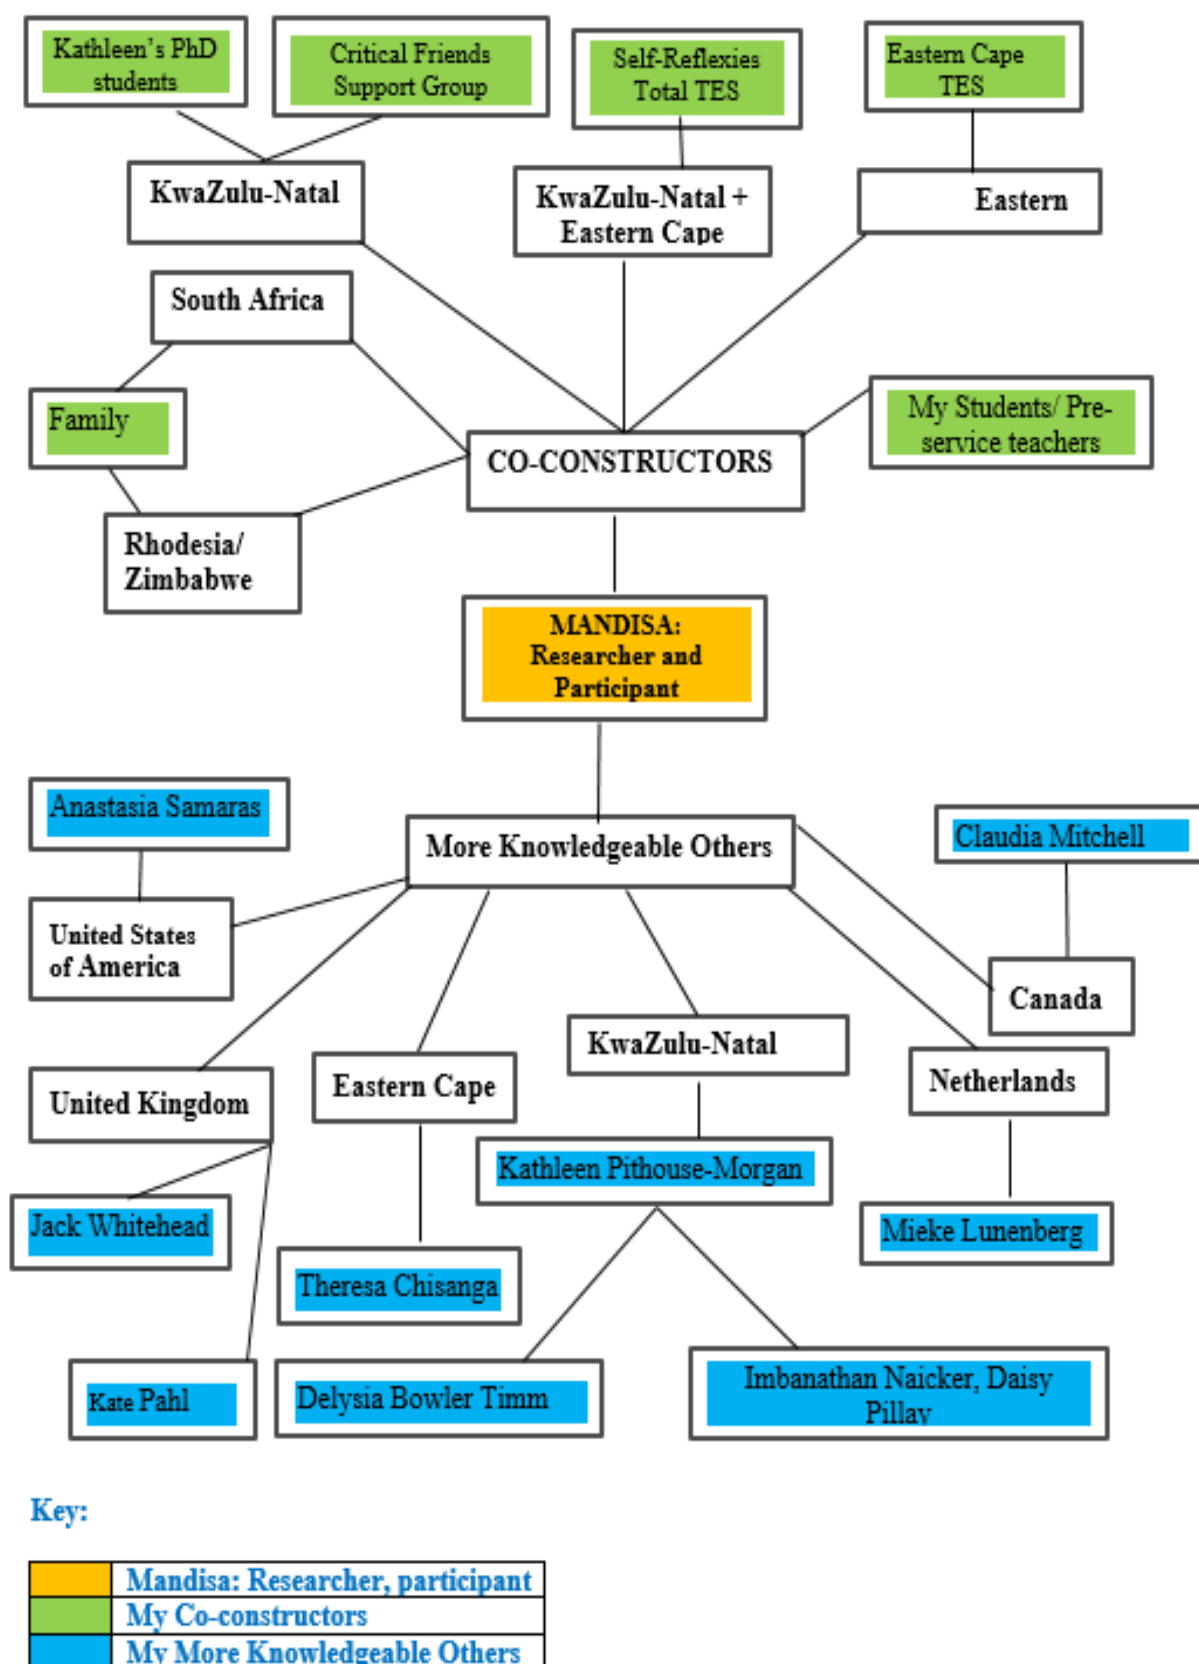 Kathleen's PhD
students
Critical Friends
Support Group
Self-Reflexies
Total TES
Eastern Cape
TES
KwaZulu-Natal
KwaZulu-Natal +
Eastern Cape
Eastern
South Africa
Family
My Students/ Pre-
service teachers
CO-CONSTRUCTORS
Rhodesia/
Zimbabwe
MANDISA:
Researcher and
Participant
Anastasia Samaras
More Knowledgeable Others
Claudia Mitchell
United States
of America
Canada
KwaZulu-Natal
Eastern Cape
Netherlands
United Kingdom
Kathleen Pithouse-Morgan
Jack Whitehead
Mieke Lunenberg
Theresa Chisanga
Kate Pahl
Delysia Bowler Timm
Imbanathan Naicker, Daisy
Pillay
Key:
Mandisa: Researcher, participant
My Co-constructors
My More Knowledgeable Others